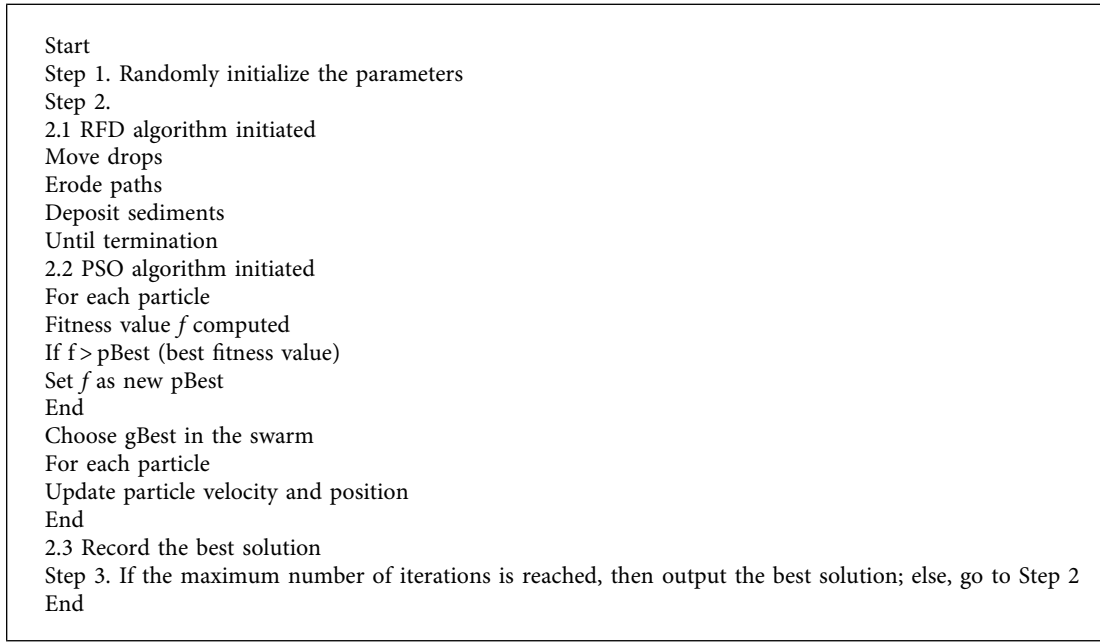 Start
Step 1. Randomly initialize the parameters
Step 2.
2.1 RFD algorithm initiated
Move drops
Erode paths
Deposit sediments
Until termination
2.2 PSO algorithm initiated
For each particle
Fitness value f computed
If f > pBest (best fitness value)
Set f as new pBest
End
Choose gBest in the swarm
For each particle
Update particle velocity and position
End
2.3 Record the best solution
Step 3. If the maximum number of iterations is reached, then output the best solution; else, go to Step 2
End